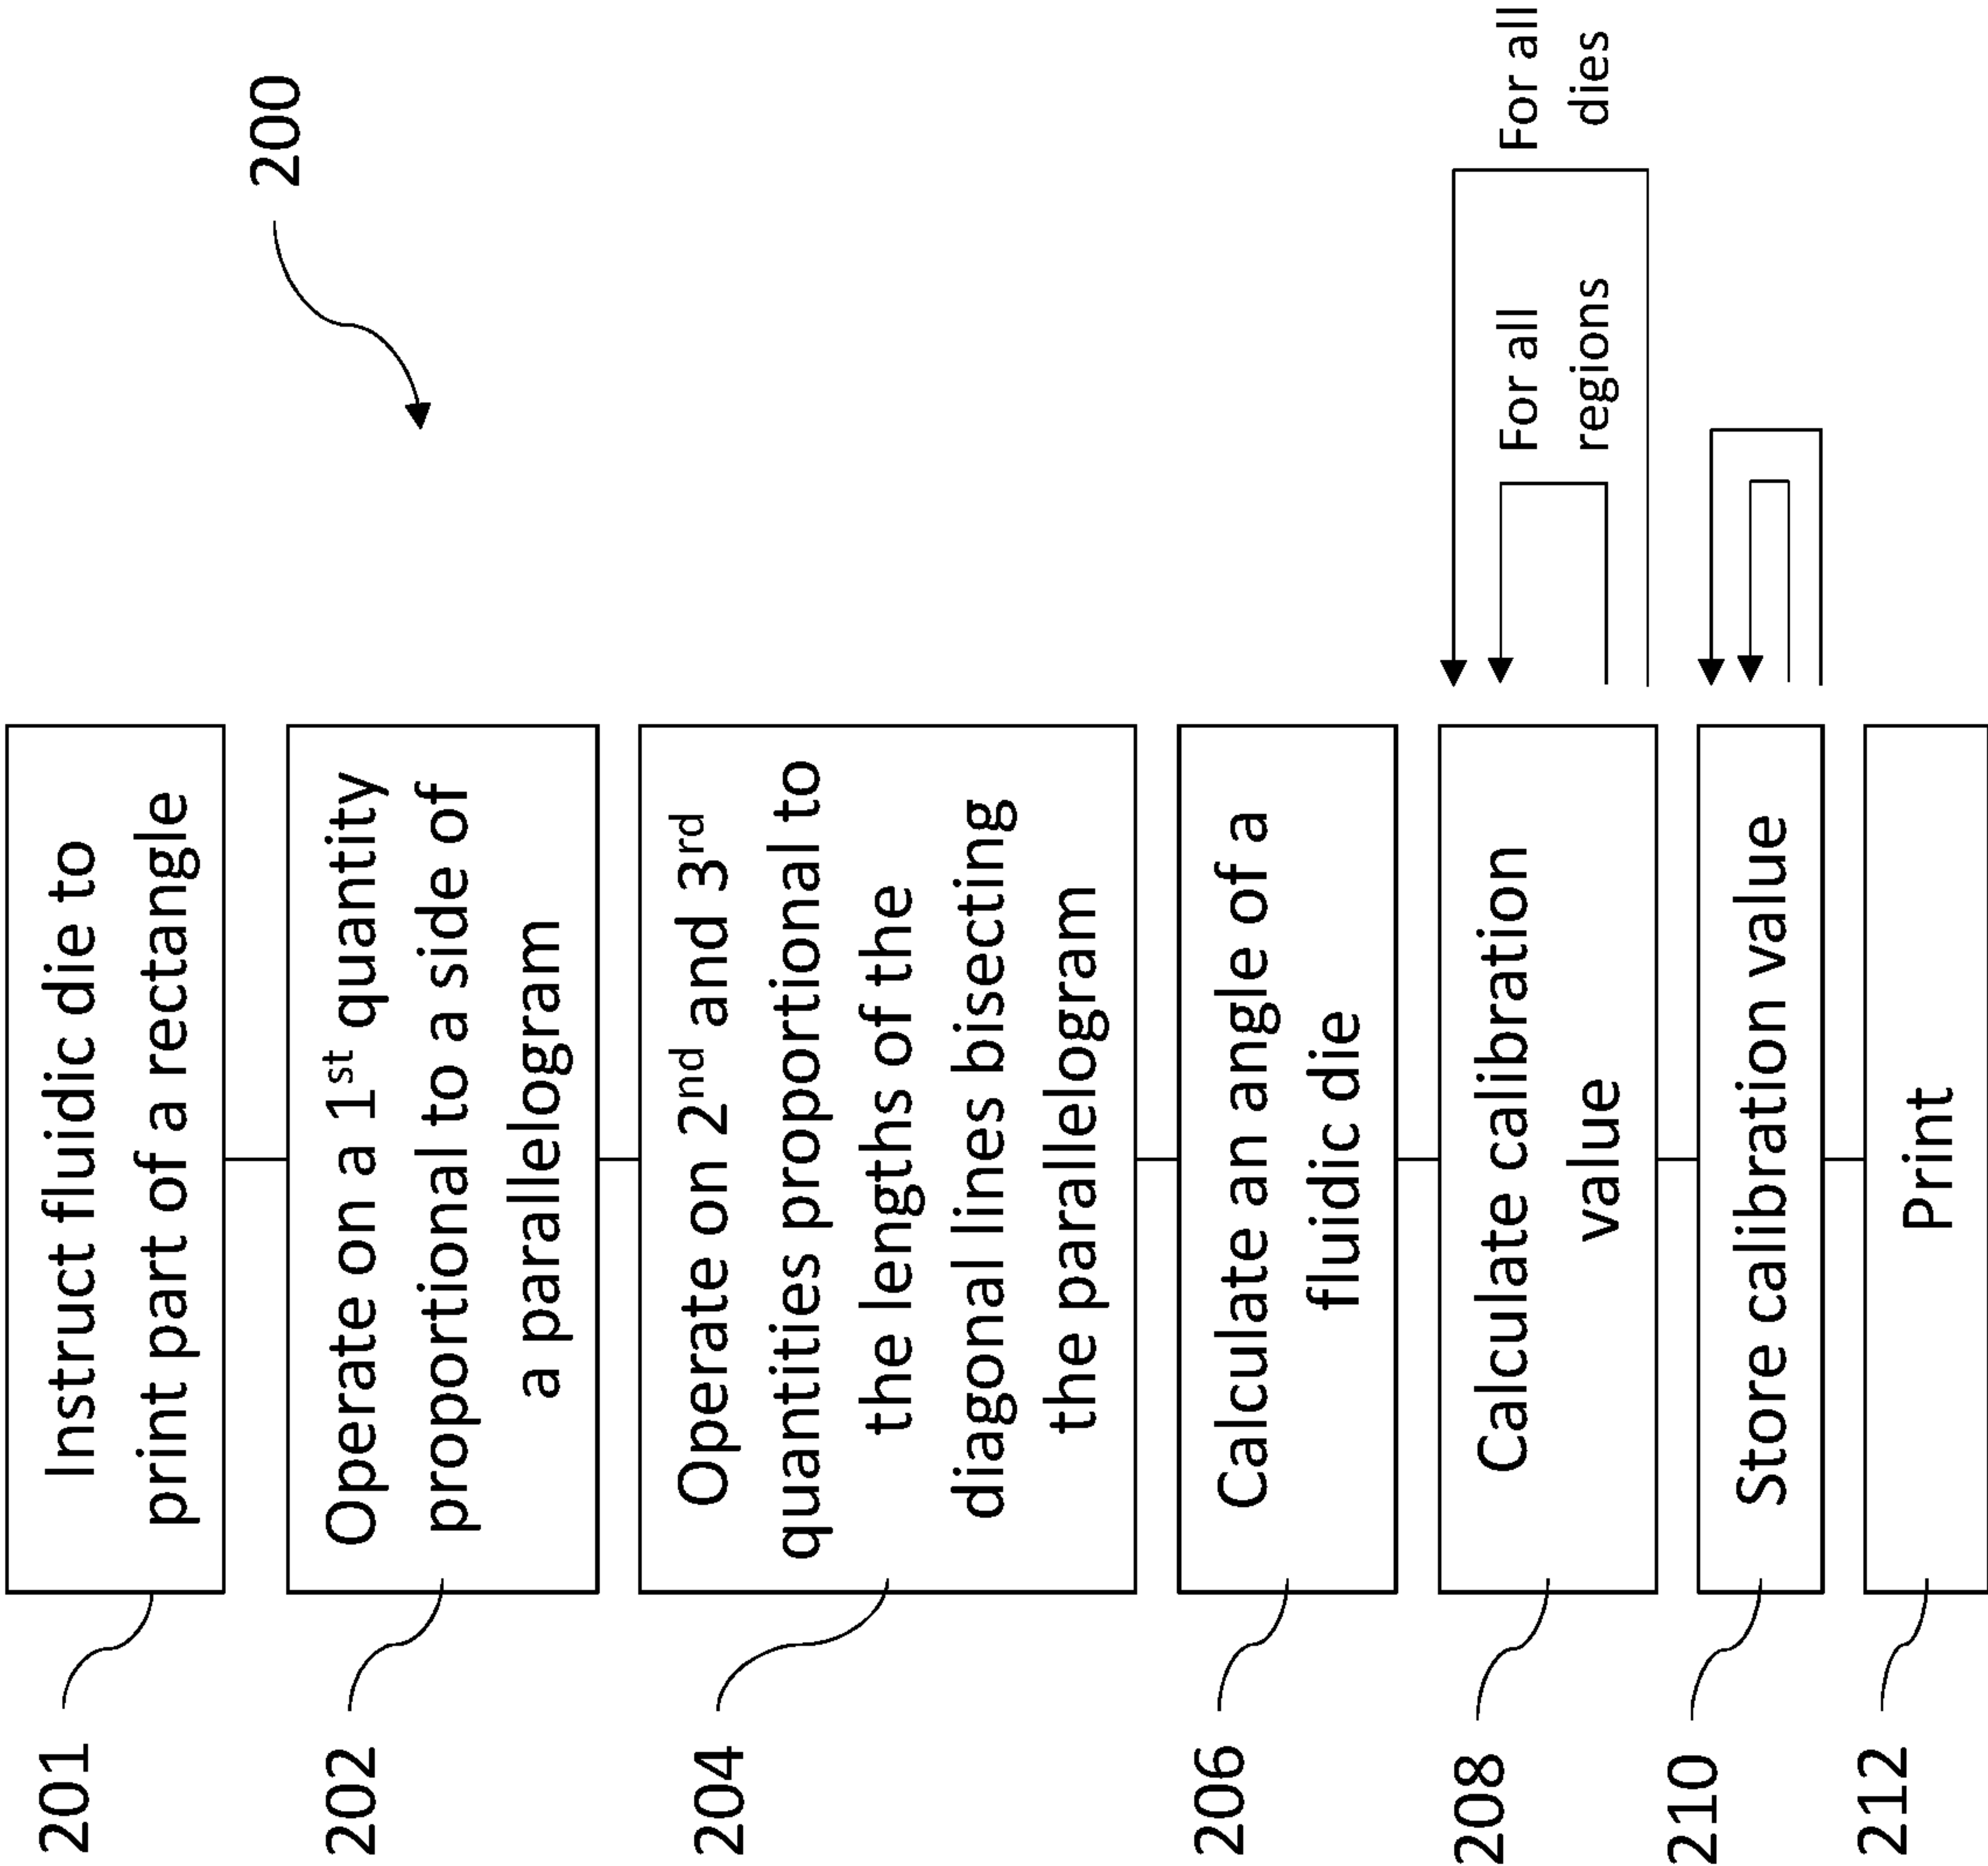 200
201
Instruct fluidic die to
print part of a rectangle
202
Operate on a 1st quantity
proportional to a side of
a parallelogram
204
Operate on 2nd and 3rd
quantities proportional to
the lengths of the
diagonal lines bisecting
the parallelogram
206
Calculate an angle of a
fluidic die
208
Calculate calibration
value
For all
regions
For all
dies
210
Store calibration value
212
Print